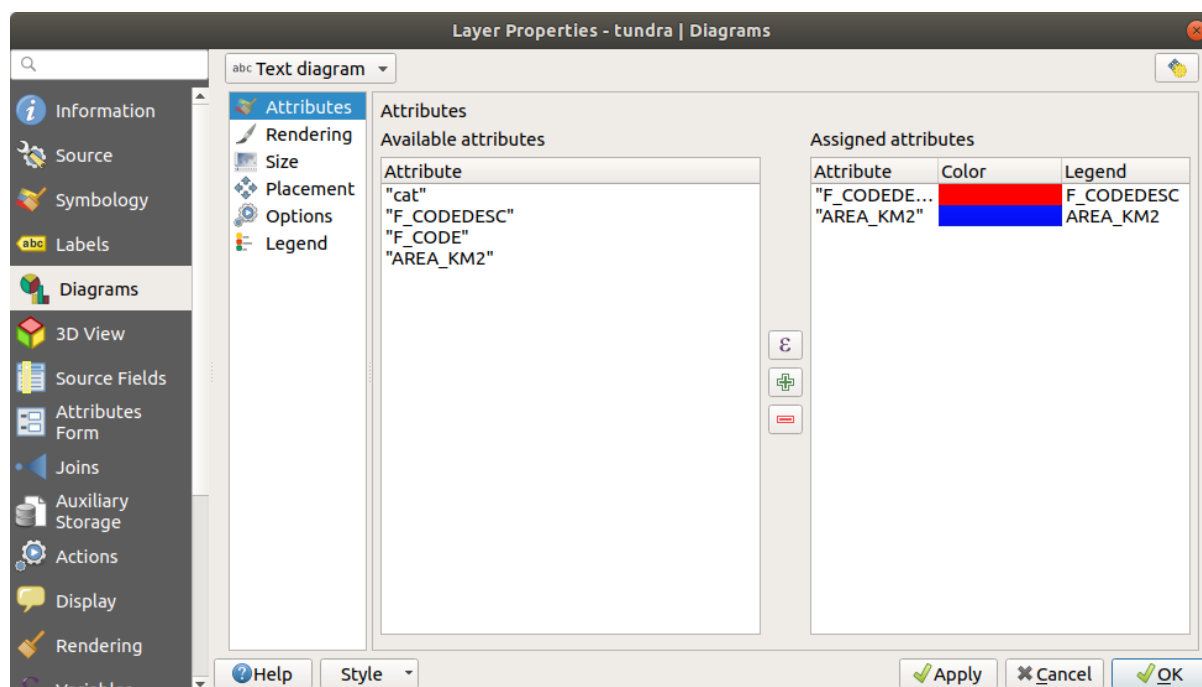 Layer Properties - tundra | Diagrams
abc Text diagram
Information
Source
Symbology
abc Labels
Diagrams
3D View
Source Fields
Attributes
Form
Joins
Auxiliary
Storage
Actions
Display
Rendering
Attributes
Rendering
Size
Placement
Options
Legend
Attributes
Available attributes
Attribute
"cat"
"F_CODEDESC"
"F_CODE"
"AREA_KM2"
ε
Assigned attributes
Attribute Color Legend
"F_CODEDE... F_CODEDESC
"AREA_KM2" AREA_KM2
Help Style Apply Cancel OK